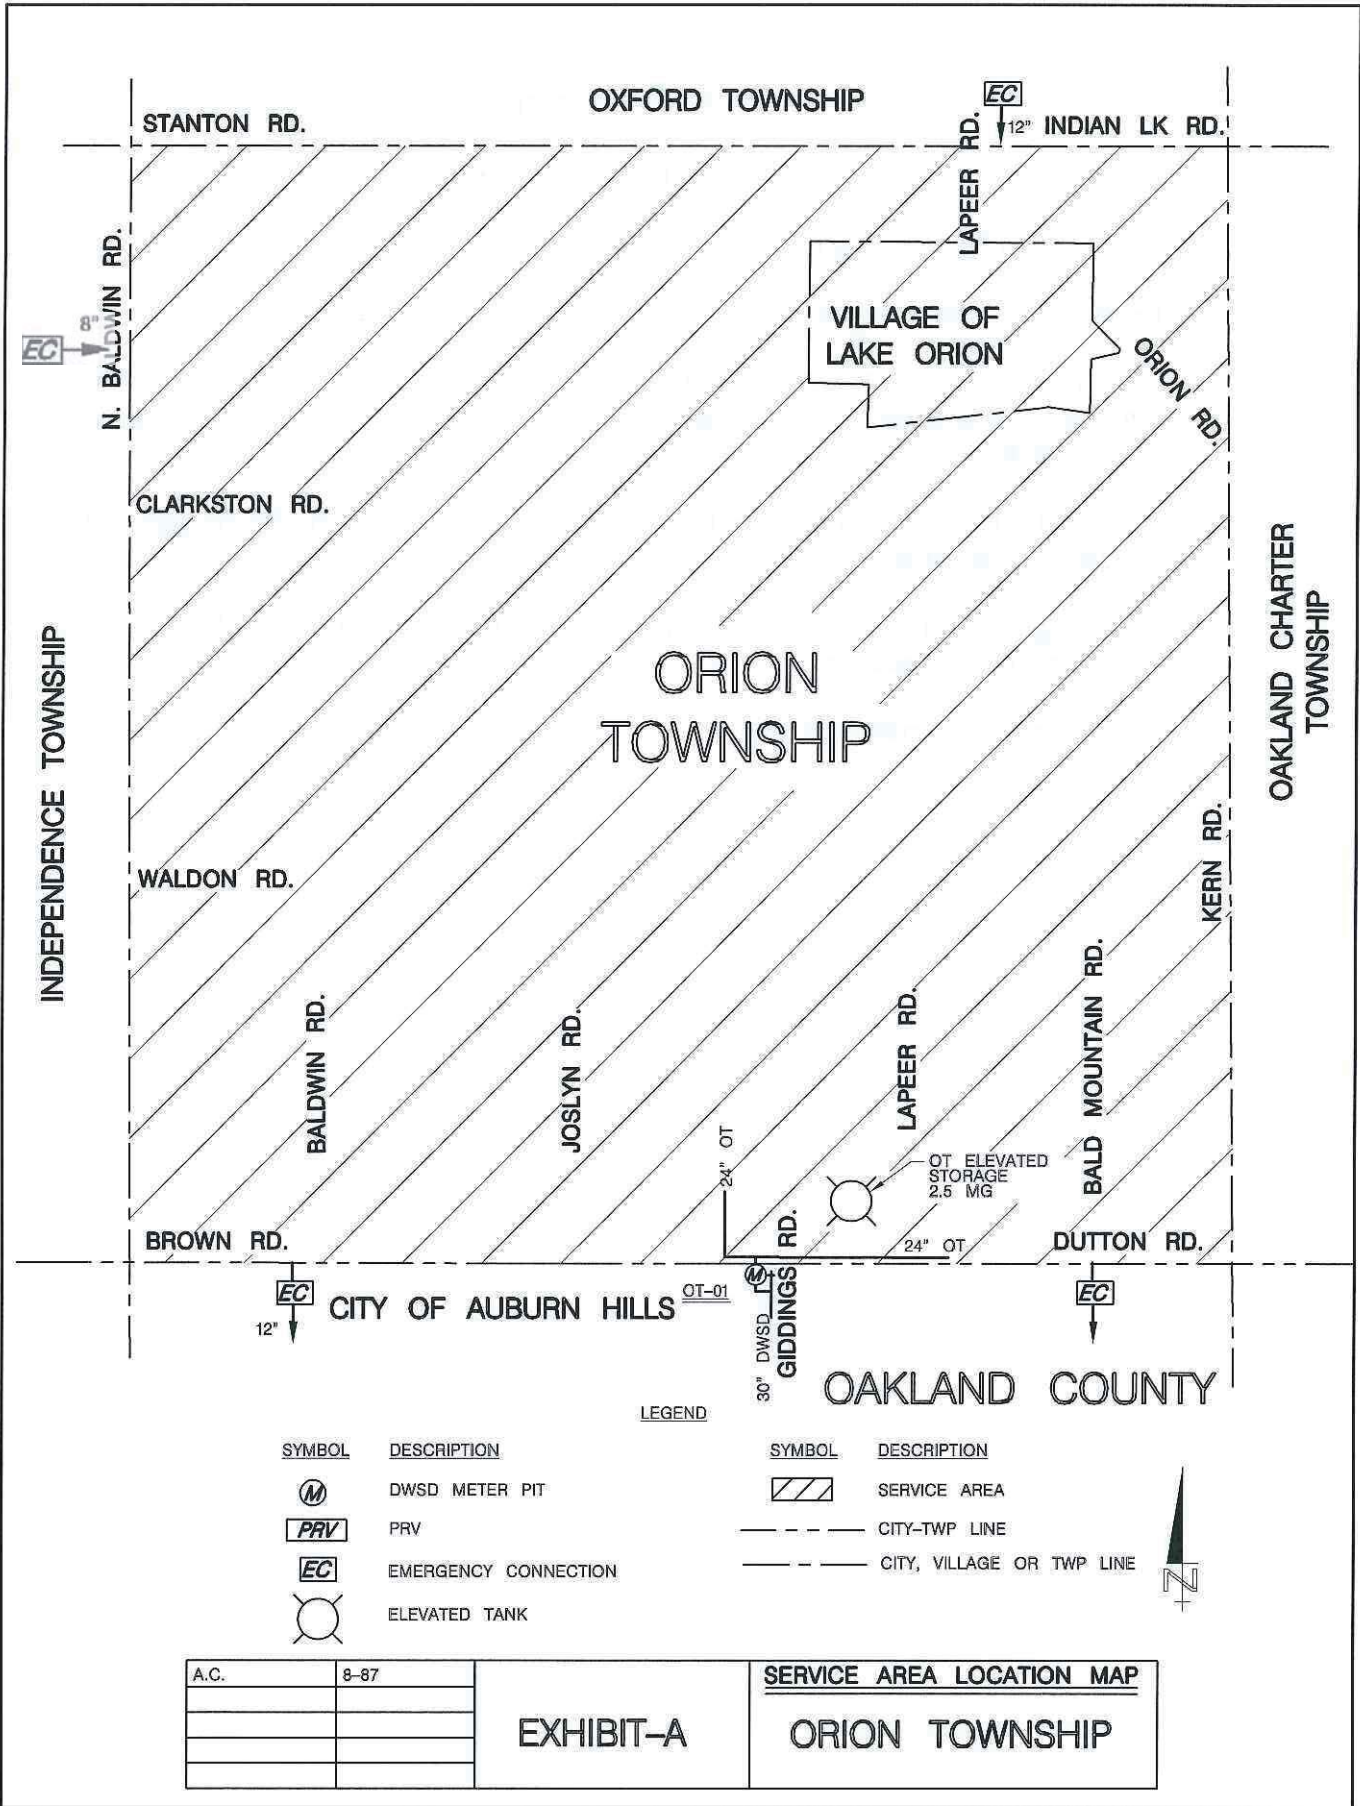 OXFORD TOWNSHIP
EC
12"
STANTON RD.
LAPEER RD.
INDIAN LK RD.
N. BALDWIN RD.
8"
EC
VILLAGE OF
LAKE ORION
ORION RD.
CLARKSTON RD.
INDEPENDENCE TOWNSHIP
ORION
TOWNSHIP
OAKLAND CHARTER
TOWNSHIP
WALDON RD.
KERN RD.
BALDWIN RD.
JOSLYN RD.
LAPEER RD.
BALD MOUNTAIN RD.
24" OT
OT ELEVATED
STORAGE
2.5 MG
BROWN RD.
GIDDINGS RD.
24" OT
DUTTON RD.
EC
12"
CITY OF AUBURN HILLS
OT-01
M
30" DWSD
EC
OAKLAND COUNTY
LEGEND
SYMBOL DESCRIPTION
M DWSD METER PIT
PRV PRV
EC EMERGENCY CONNECTION
ELEVATED TANK
SYMBOL DESCRIPTION
SERVICE AREA
CITY-TWP LINE
CITY, VILLAGE OR TWP LINE
N
A.C. 8-87
EXHIBIT-A
SERVICE AREA LOCATION MAP
ORION TOWNSHIP